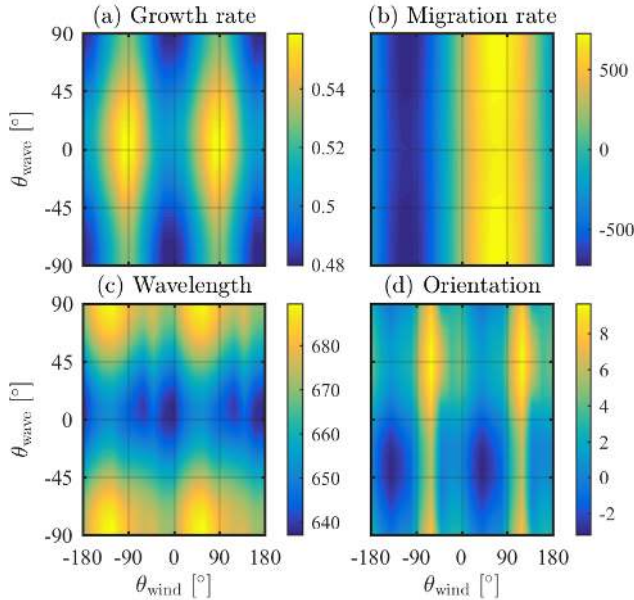 (a) Growth rate
(b) Migration rate
90
45
0
-45
-90
θwave [°]
0.54
0.52
0.5
0.48
500
0
-500
(c) Wavelength
(d) Orientation
90
45
0
-45
-90
θwave [°]
680
670
660
650
640
8
6
4
2
0
-2
-180 -90 0 90 180
-180 -90 0 90 180
θwind [°]
θwind [°]